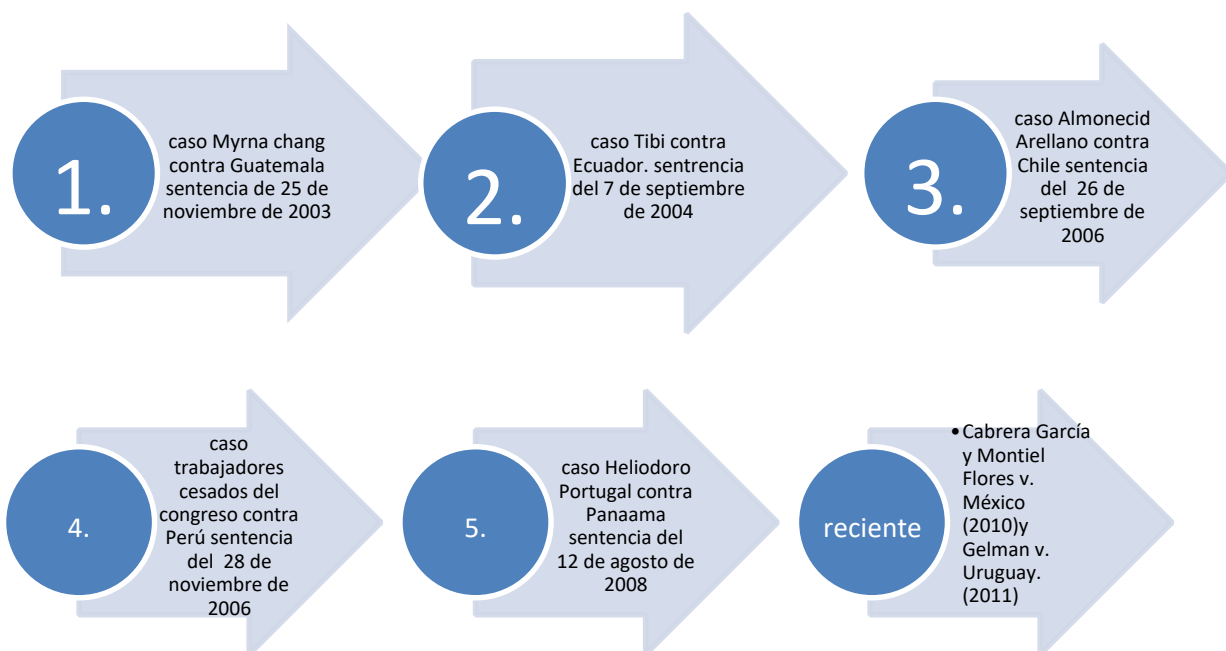 1.
caso Myrna chang
contra Guatemala
sentencia de 25 de
noviembre de 2003
2.
caso Tibi contra
Ecuador. sentrencia
del 7 de septiembre
de 2004
3.
caso Almonecid
Arellano contra
Chile sentencia
del 26 de
septiembre de
2006
4.
caso
trabajadores
cesados del
congreso contra
Perú sentencia
del 28 de
noviembre de
2006
5.
caso Heliodoro
Portugal contra
Panaama
sentencia del
12 de agosto de
2008
reciente
•Cabrera García
y Montiel
Flores v.
México
(2010)y
Gelman v.
Uruguay.
(2011)